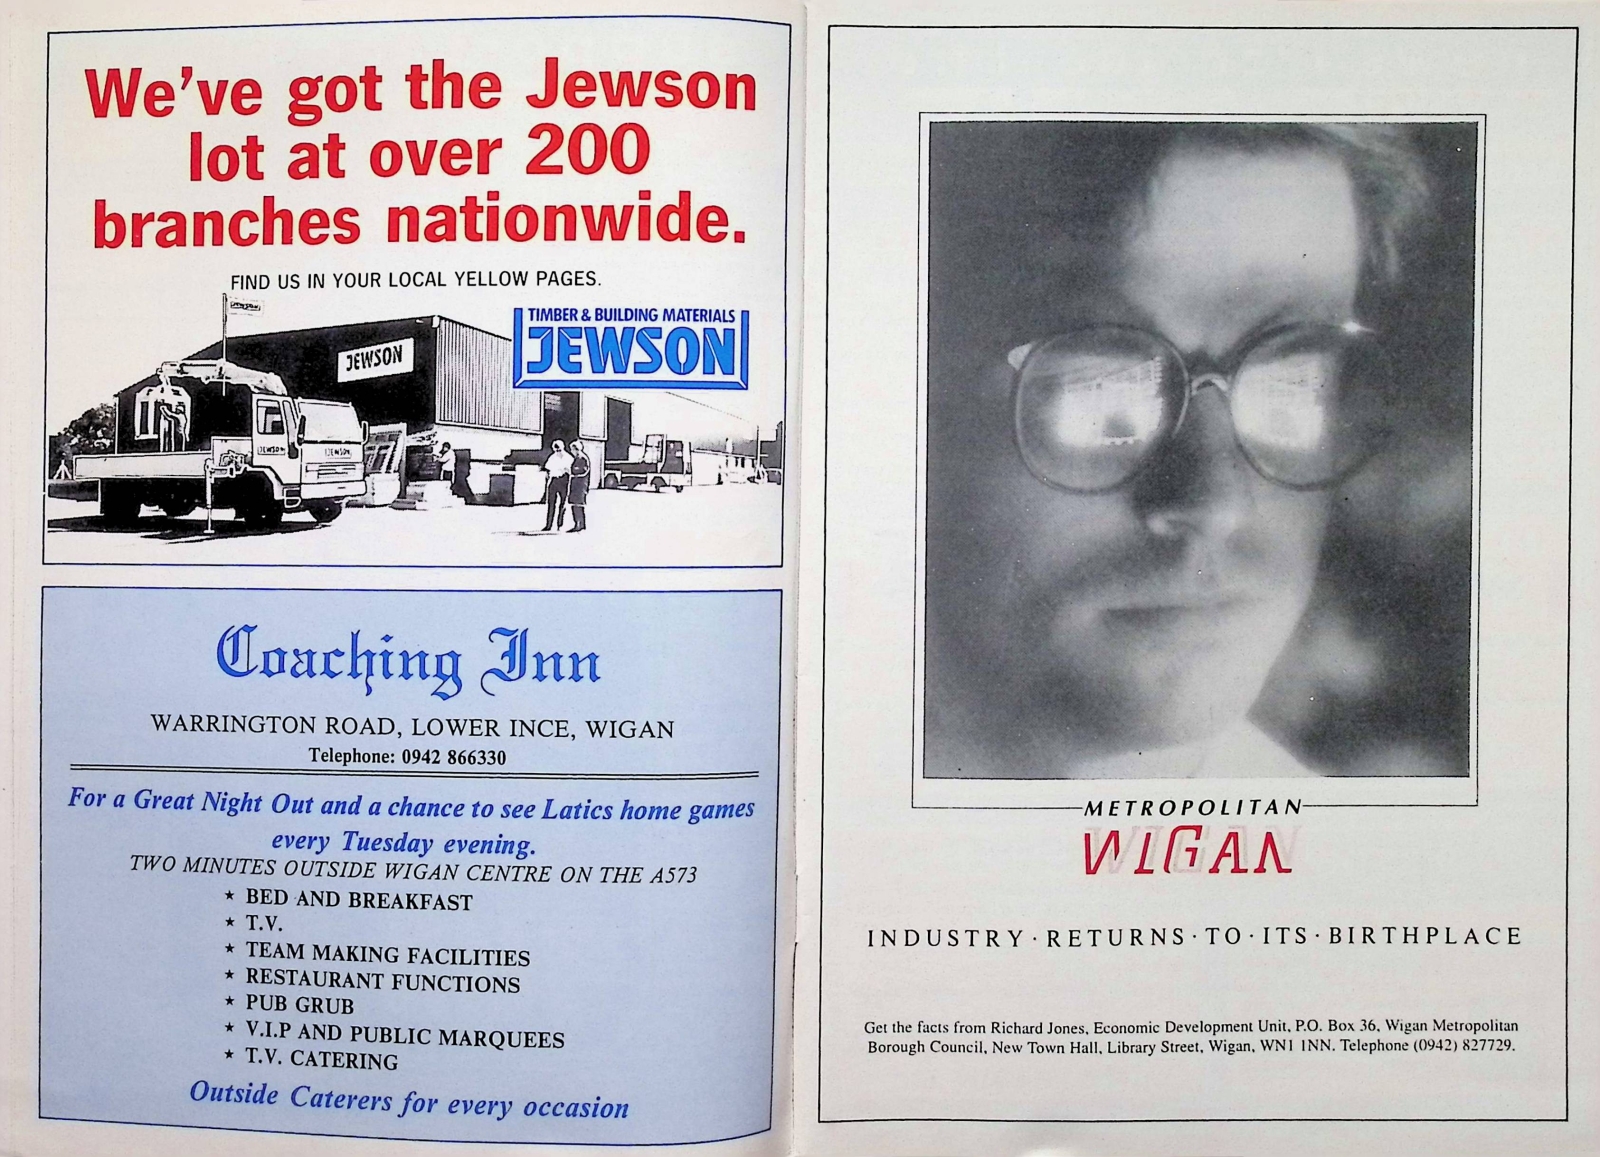 We've got the Jewson
lot at over 200
branches nationwide.
FIND US IN YOUR LOCAL YELLOW PAGES.
JEWSON
TIMBER & BUILDING MATERIALS
JEWSON
JEWSON
JEWSON
JEWSON
Coaching Inn
WARRINGTON ROAD, LOWER INCE, WIGAN
Telephone: 0942 866330
For a Great Night Out and a chance to see Latics home games
every Tuesday evening.
TWO MINUTES OUTSIDE WIGAN CENTRE ON THE A573
★ BED AND BREAKFAST
★ T.V.
★ TEAM MAKING FACILITIES
★ RESTAURANT FUNCTIONS
★ PUB GRUB
★ V.I.P AND PUBLIC MARQUEES
★ T.V. CATERING
Outside Caterers for every occasion
METROPOLITAN
WIGAN
INDUSTRY · RETURNS · TO · ITS · BIRTHPLACE
Get the facts from Richard Jones, Economic Development Unit, P.O. Box 36, Wigan Metropolitan
Borough Council, New Town Hall, Library Street, Wigan, WN1 1NN. Telephone (0942) 827729.